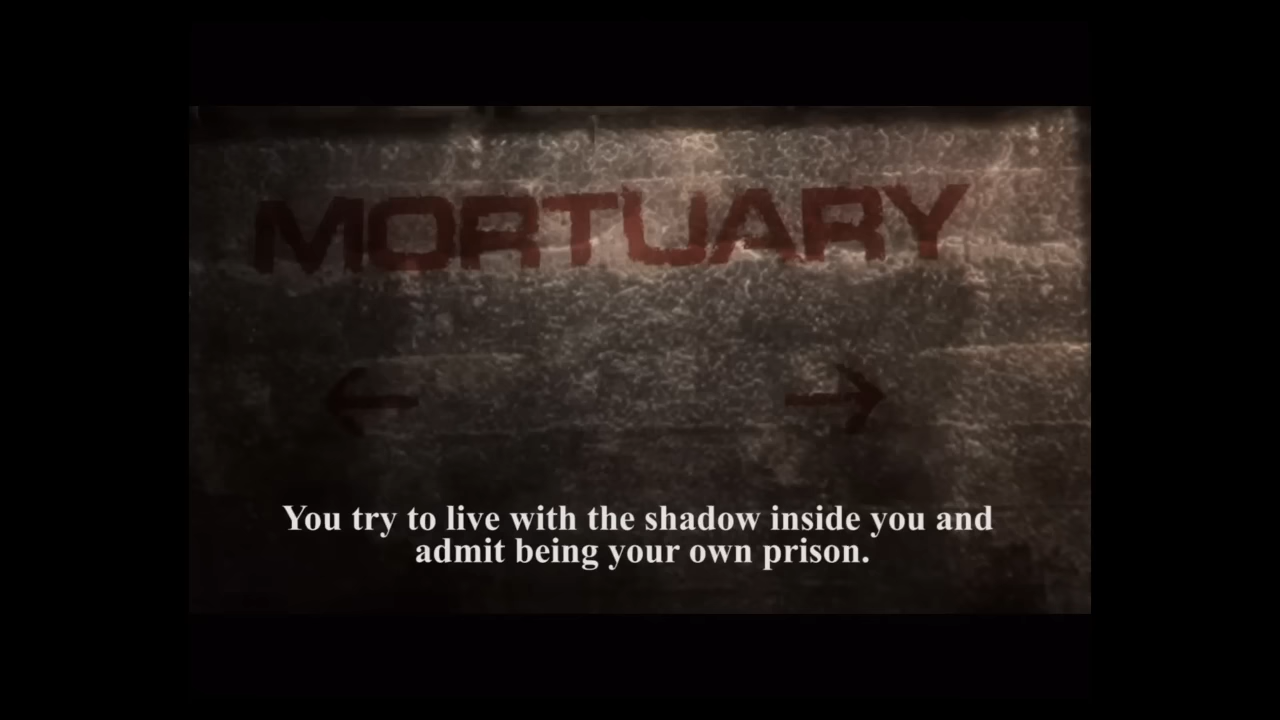 MORTUARY
You try to live with the shadow inside you and
admit being your own prison.